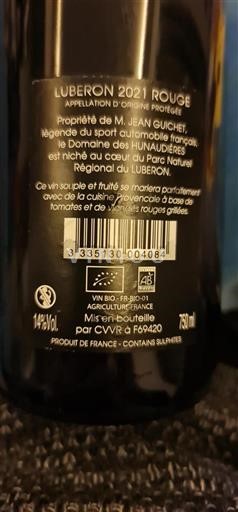 LUBERON 2021 ROUGE
APPELLATION D'ORIGINE PROTÉGÉE
Propriété de M. JEAN GUICHET,
légende du sport automobile français,
le Domaine des HUNAUDIÈRES
est niché au cœur du Parc Naturel
Régional du LUBERON.
Ce vin souple et fruité se mariera parfaitement
avec de la cuisine Provençale à base de
tomates et de viandes rouges grillées.
3 335130 004084
AB
VIN BIO - FR-BIO-01
AGRICULTURE FRANCE
14%Vol.
Mis en bouteille
par CVVR à F69420
750 ml
PRODUIT DE FRANCE - CONTAINS SULPHITES